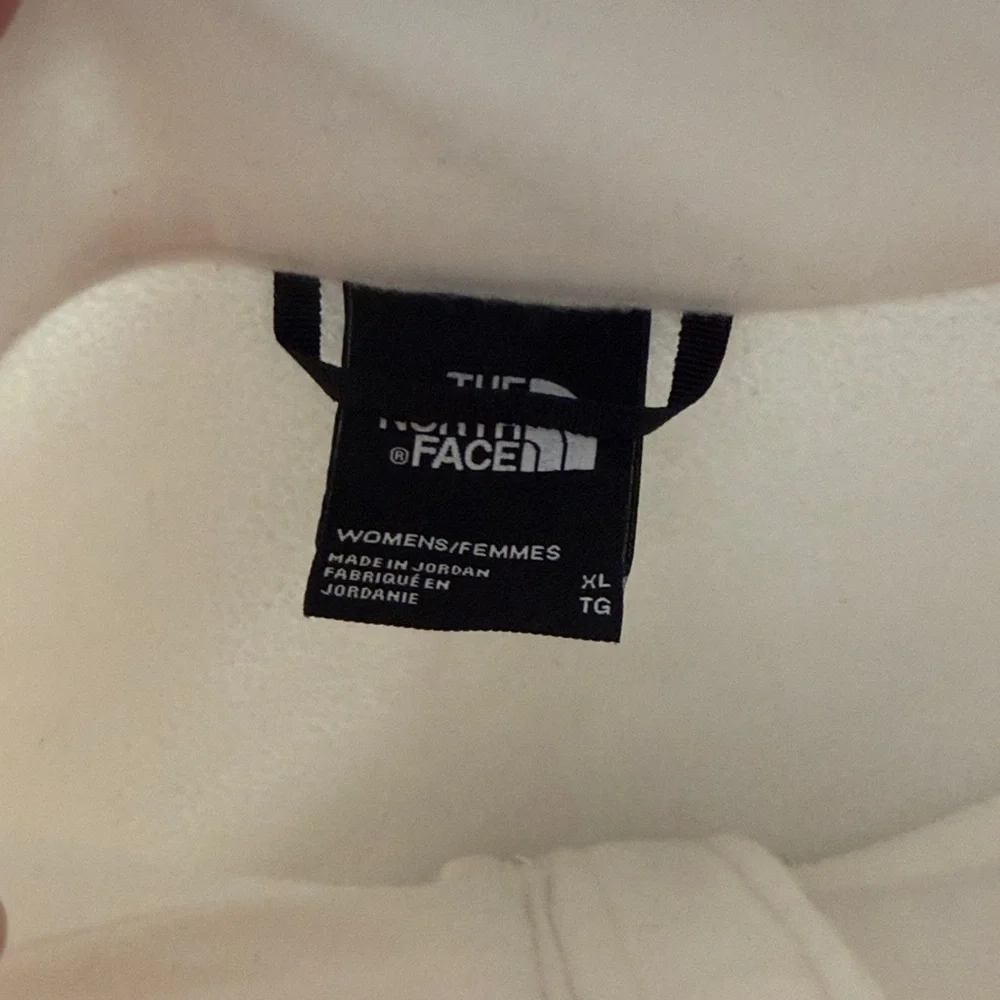 THE
NORTH
®FACE
WOMENS/FEMMES
MADE IN JORDAN
FABRIQUÉ EN
JORDANIE
XL
TG